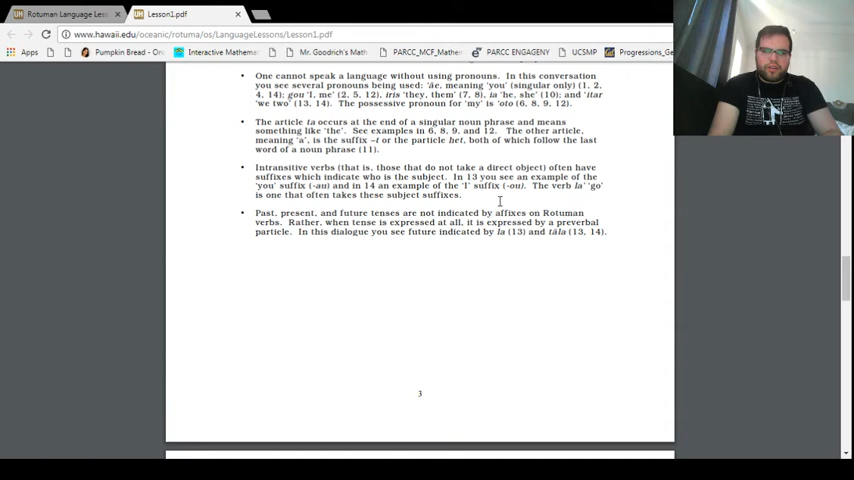 Rotuman Language Les
Lesson1.pdf
www.hawaii.edu/oceanic/rotuma/os/LanguageLessons/Lesson1.pdf
Apps
Pumpkin Bread - On
Interactive Mathema
Mr. Goodrich's Math
PARCC_MCF_Mathe
PARCC ENGAGENY
UCSMP
Progressions_Ge
• One cannot speak a language without using pronouns. In this conversation
you see several pronouns being used: 'äe, meaning 'you' (singular only) (1, 2,
4, 14); gou 'I, me' (2, 5, 12), iris 'they, them' (7, 8), ia 'he, she' (10); and 'itar
'we two' (13, 14). The possessive pronoun for 'my' is 'oto (6, 8, 9, 12).
• The article ta occurs at the end of a singular noun phrase and means
something like 'the'. See examples in 6, 8, 9, and 12. The other article,
meaning 'a', is the suffix –t or the particle het, both of which follow the last
word of a noun phrase (11).
• Intransitive verbs (that is, those that do not take a direct object) often have
suffixes which indicate who is the subject. In 13 you see an example of the
'you' suffix (-au) and in 14 an example of the 'I' suffix (-ou). The verb la' 'go'
is one that often takes these subject suffixes.
• Past, present, and future tenses are not indicated by affixes on Rotuman
verbs. Rather, when tense is expressed at all, it is expressed by a preverbal
particle. In this dialogue you see future indicated by la (13) and täla (13, 14).
3